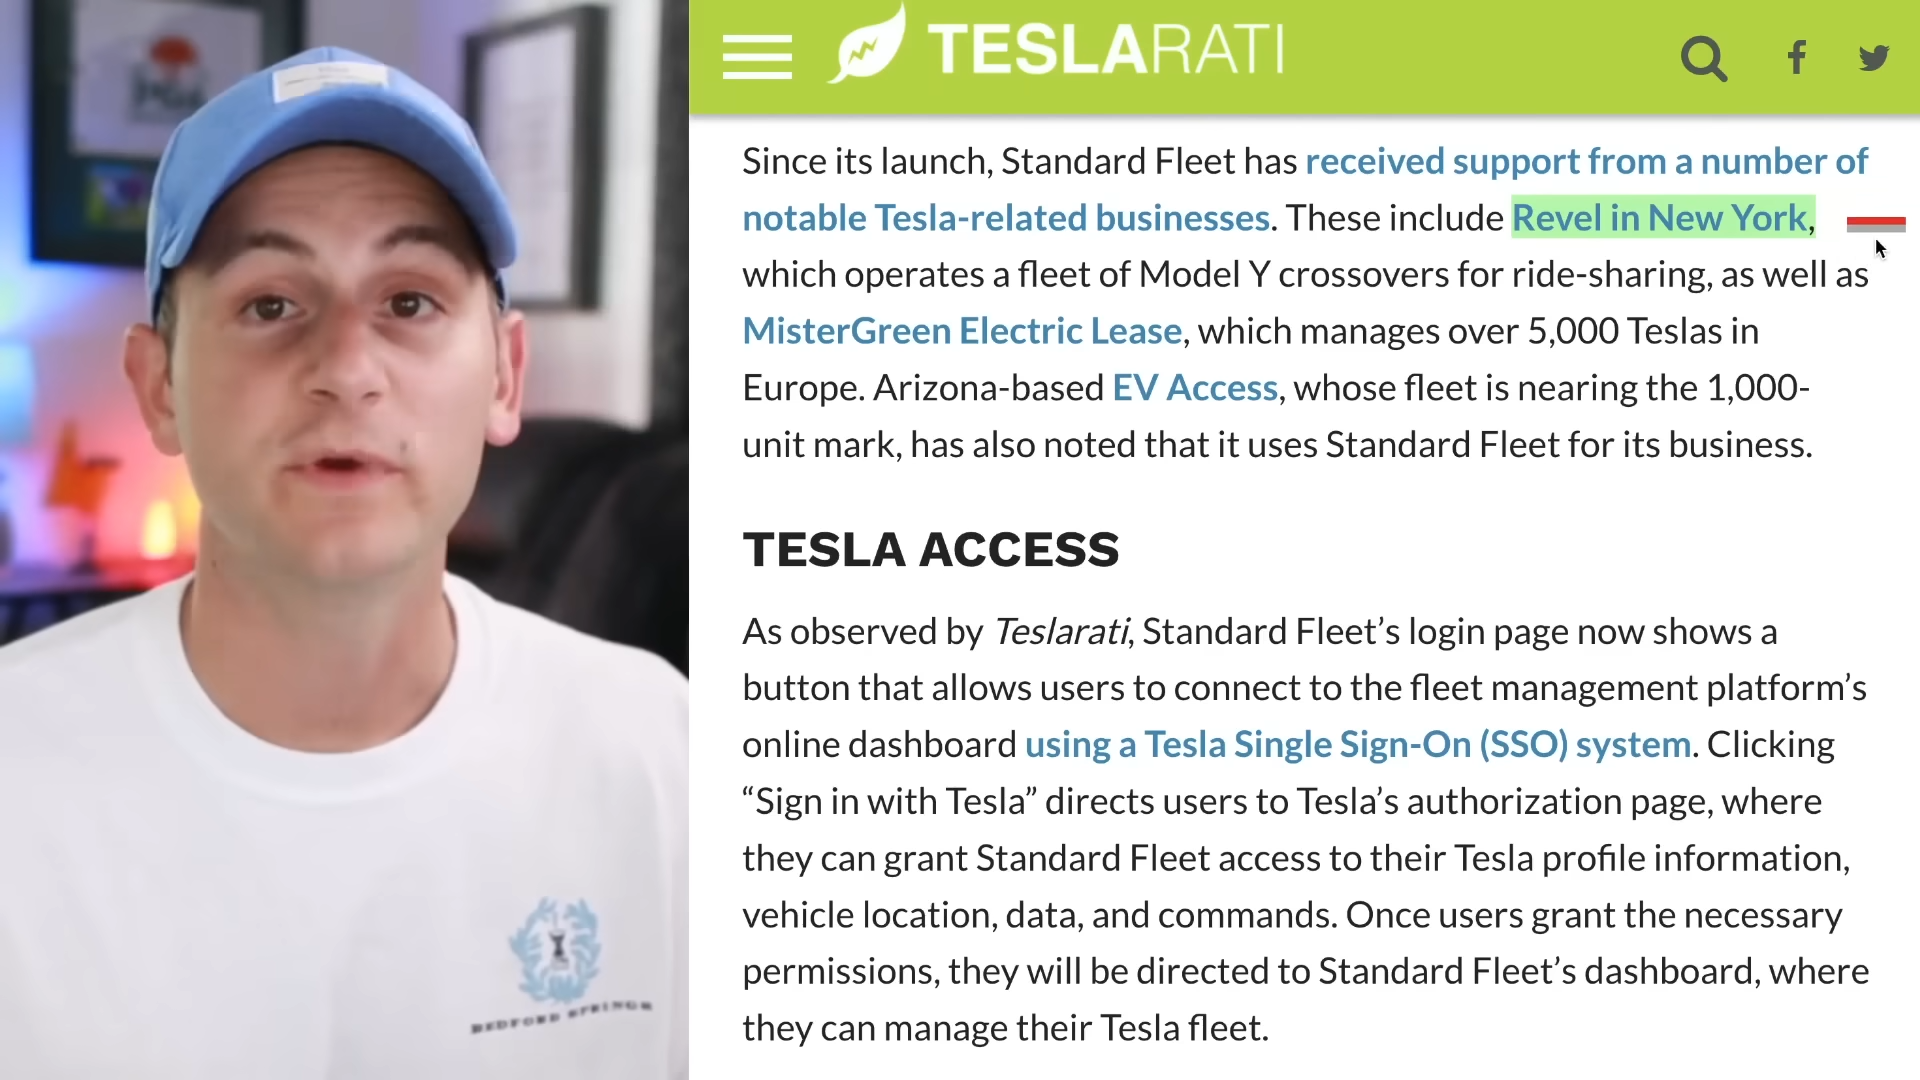 TESLARATI
Since its launch, Standard Fleet has received support from a number of
notable Tesla-related businesses. These include Revel in New York,
which operates a fleet of Model Y crossovers for ride-sharing, as well as
MisterGreen Electric Lease, which manages over 5,000 Teslas in
Europe. Arizona-based EV Access, whose fleet is nearing the 1,000-
unit mark, has also noted that it uses Standard Fleet for its business.
TESLA ACCESS
As observed by Teslarati, Standard Fleet’s login page now shows a
button that allows users to connect to the fleet management platform’s
online dashboard using a Tesla Single Sign-On (SSO) system. Clicking
“Sign in with Tesla” directs users to Tesla’s authorization page, where
they can grant Standard Fleet access to their Tesla profile information,
vehicle location, data, and commands. Once users grant the necessary
permissions, they will be directed to Standard Fleet’s dashboard, where
they can manage their Tesla fleet.
BEDFORD SPRINGS